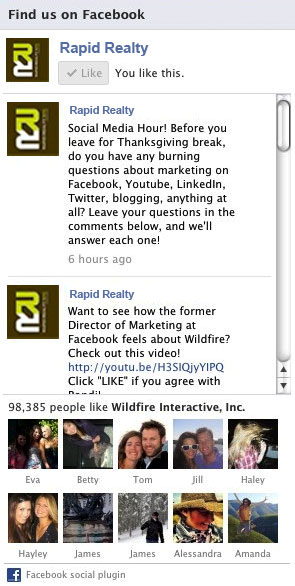 Find us on Facebook
Rapid Realty
Like
You like this.
Rapid Realty
Social Media Hour! Before you
leave for Thanksgiving break,
do you have any burning
questions about marketing on
Facebook, Youtube, LinkedIn,
Twitter, blogging, anything at
all? Leave your questions in the
comments below, and we'll
answer each one!
6 hours ago
Rapid Realty
Want to see how the former
Director of Marketing at
Facebook feels about Wildfire?
Check out this video!
http://youtu.be/H3SIQjyYIPQ
Click "LIKE" if you agree with
98,385 people like Wildfire Interactive, Inc.
Eva Betty Tom Jill Haley
Hayley James James Alessandra Amanda
Facebook social plugin